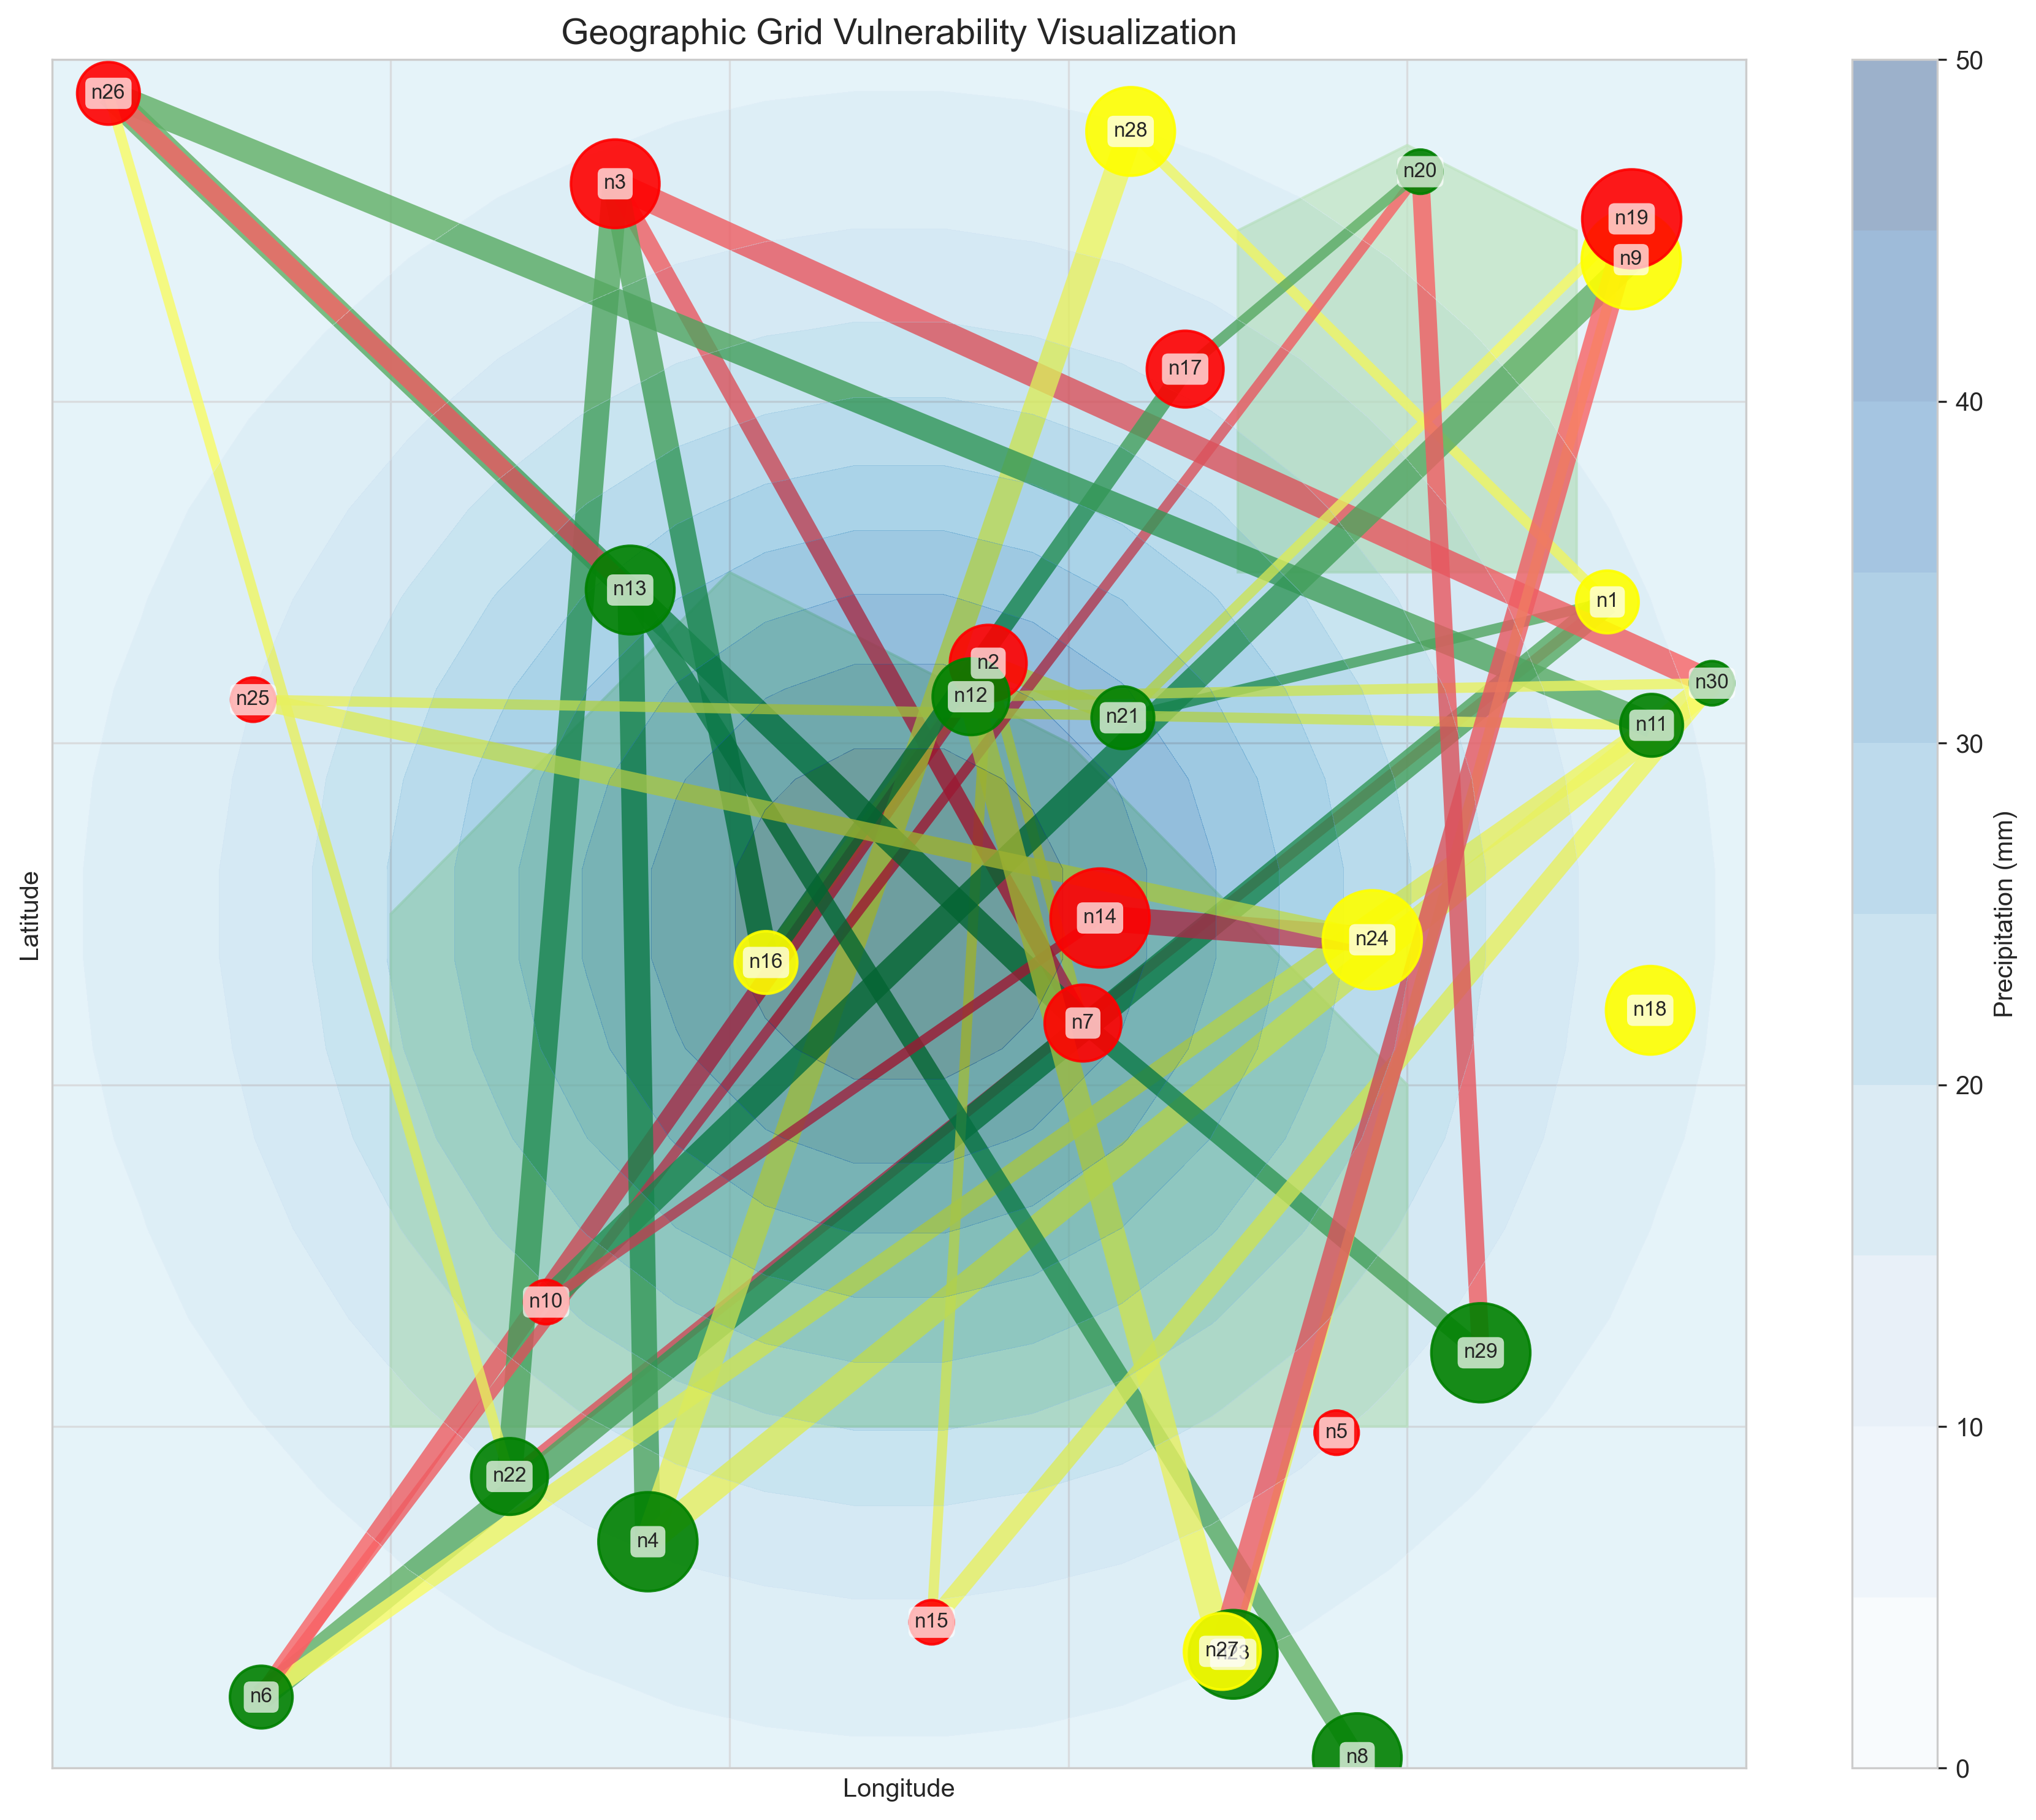 Geographic Grid Vulnerability Visualization
n26
n28
50
n20
n3
n19
n9
n17
40
n13
n1
n2
n30
n25
n12
n21
n11
30
Latitude
Precipitation (mm)
n14
n24
n16
n18
n7
20
n10
n29
n5
10
n22
n4
n15
n27
n6
n8
0
Longitude